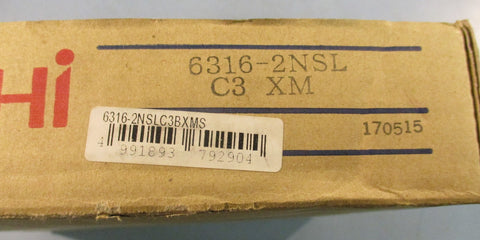 Hi
6316-2NSL
C3 XM
6316-2NSLC3BXMS
170515
4 991893 792904